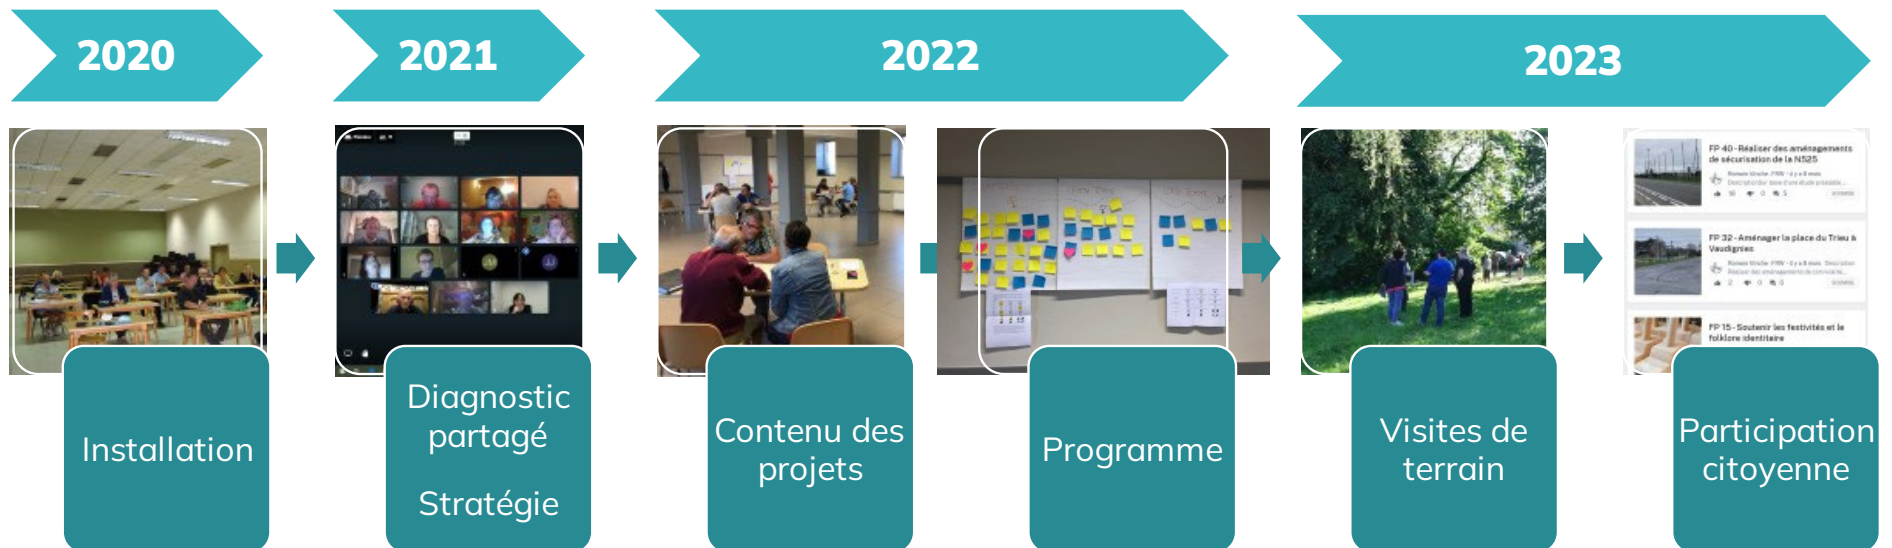 2020
2021
2022
2023
FP 40 - Réaliser des aménagements
de sécurisation de la N525
FP 32 - Aménager la place du Trieu à
Vaudignies
FP 15 - Soutenir les festivités et le
folklore identitaire
Installation
Diagnostic
partagé
Stratégie
Contenu des
projets
Programme
Visites de
terrain
Participation
citoyenne